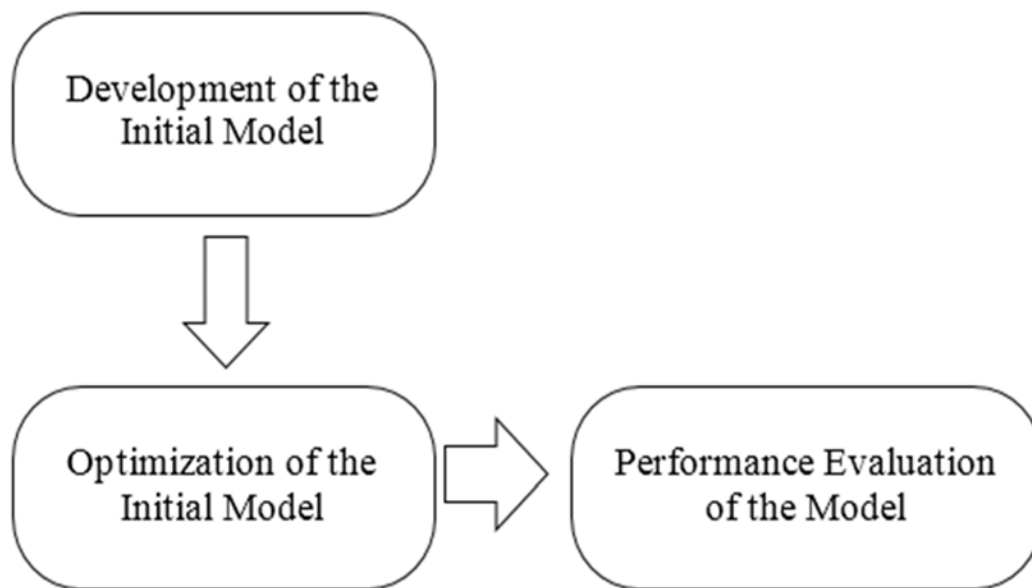 Development of the
Initial Model
Optimization of the
Initial Model
Performance Evaluation
of the Model